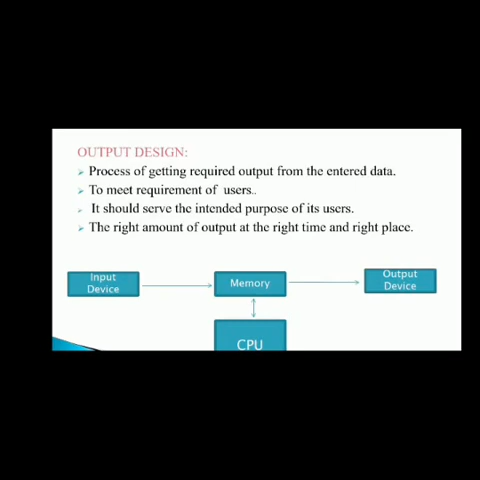 OUTPUT DESIGN:
Process of getting required output from the entered data.
To meet requirement of users..
It should serve the intended purpose of its users.
The right amount of output at the right time and right place.
Input
Device
Memory
Output
Device
CPU